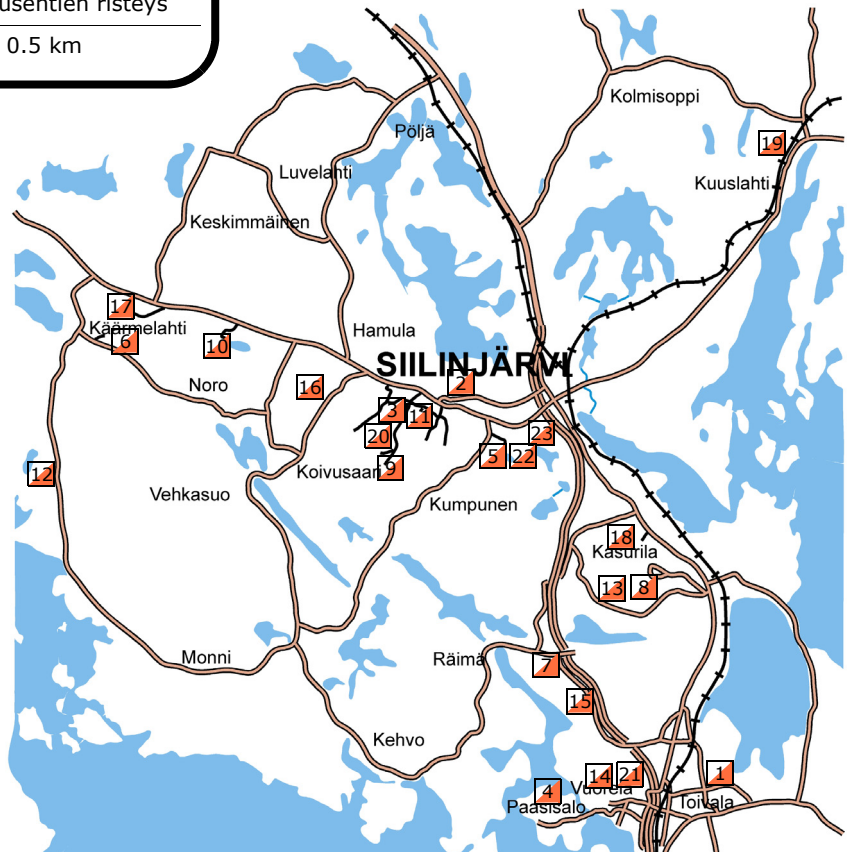 usentien risteys
0.5 km
Kolmisoppi
Pöljä
19
Luvelahti
Kuuslahti
Keskimmäinen
17
Käärmelahti
Hamula
6
10
SIILINJÄRVI
Noro
16
2
3
11
20
23
Koivusaari
9
5
22
12
Vehkasuo
Kumpunen
18
Kasurila
13
8
Monni
Räimä
7
15
Kehvo
14
21
1
4
Vuorela
Paasisalo
Toivala